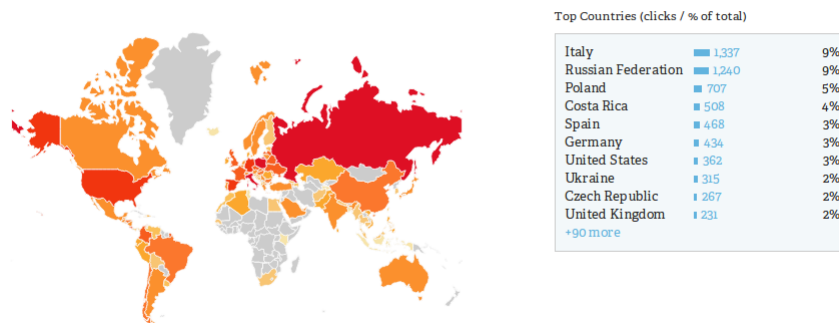 Top Countries (clicks / % of total)
Italy 1,337 9%
Russian Federation 1,240 9%
Poland 707 5%
Costa Rica 508 4%
Spain 468 3%
Germany 434 3%
United States 362 3%
Ukraine 315 2%
Czech Republic 267 2%
United Kingdom 231 2%
+90 more